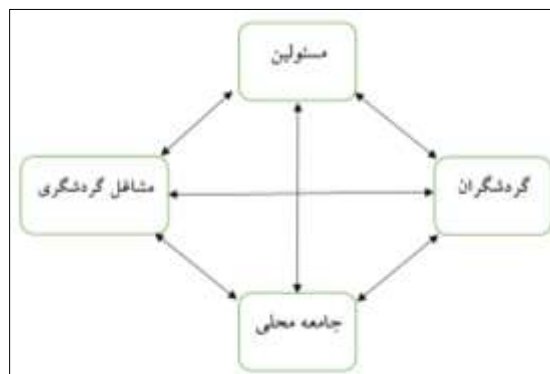 مسئولین
گردشگران
مشاغل گردشگری
جامعه محلی